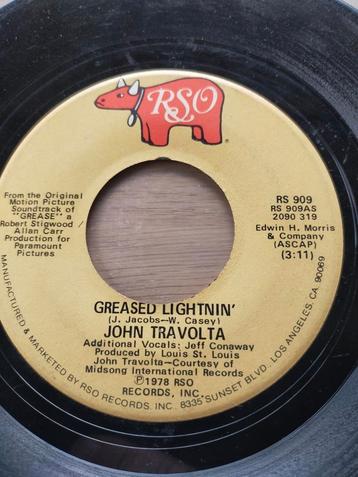 RSO
From the Original
Motion Picture
Soundtrack of
"GREASE" a
Robert Stigwood /
Allan Carr
Production for
Paramount
Pictures
RS 909
RS 909AS
2090 319
Edwin H. Morris
& Company
(ASCAP)
(3:11)
GREASED LIGHTNIN'
(J. Jacobs—W. Casey)
JOHN TRAVOLTA
Additional Vocals: Jeff Conaway
Produced by Louis St. Louis
John Travolta—Courtesy of
Midsong International Records
℗1978 RSO
RECORDS, INC.
MANUFACTURED & MARKETED BY RSO RECORDS, INC. 8335 SUNSET BLVD. LOS ANGELES, CA. 90069